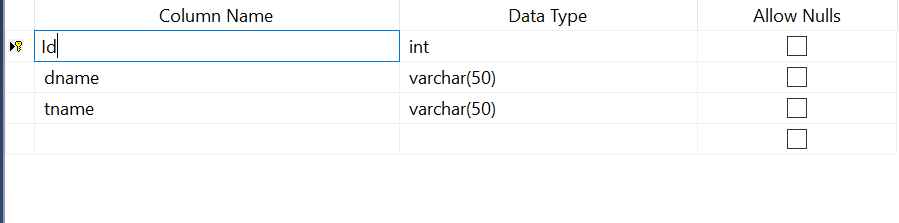 Column Name Data Type Allow Nulls
Id int
dname varchar(50)
tname varchar(50)